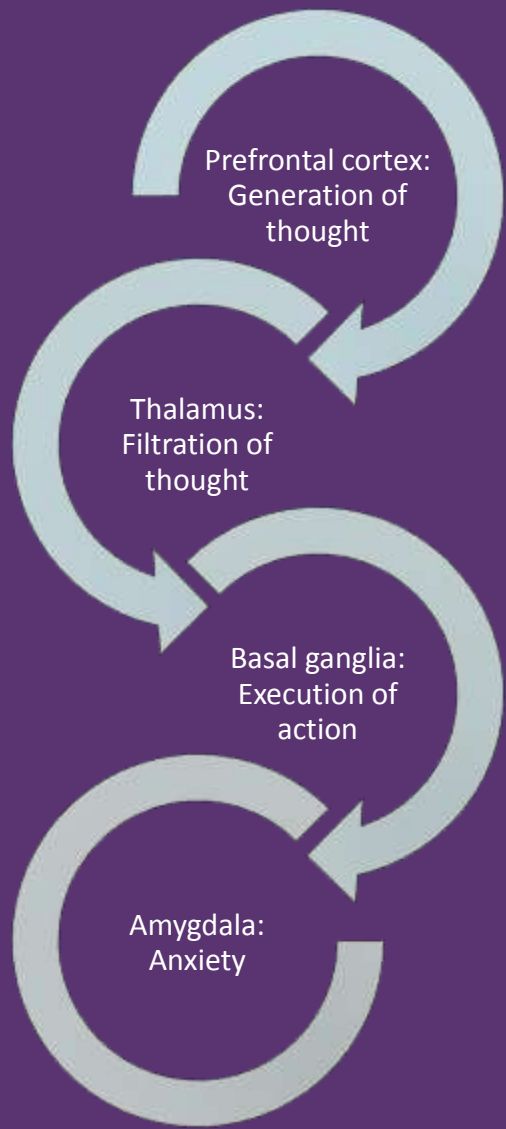 Prefrontal cortex:
Generation of
thought
Thalamus:
Filtration of
thought
Basal ganglia:
Execution of
action
Amygdala:
Anxiety